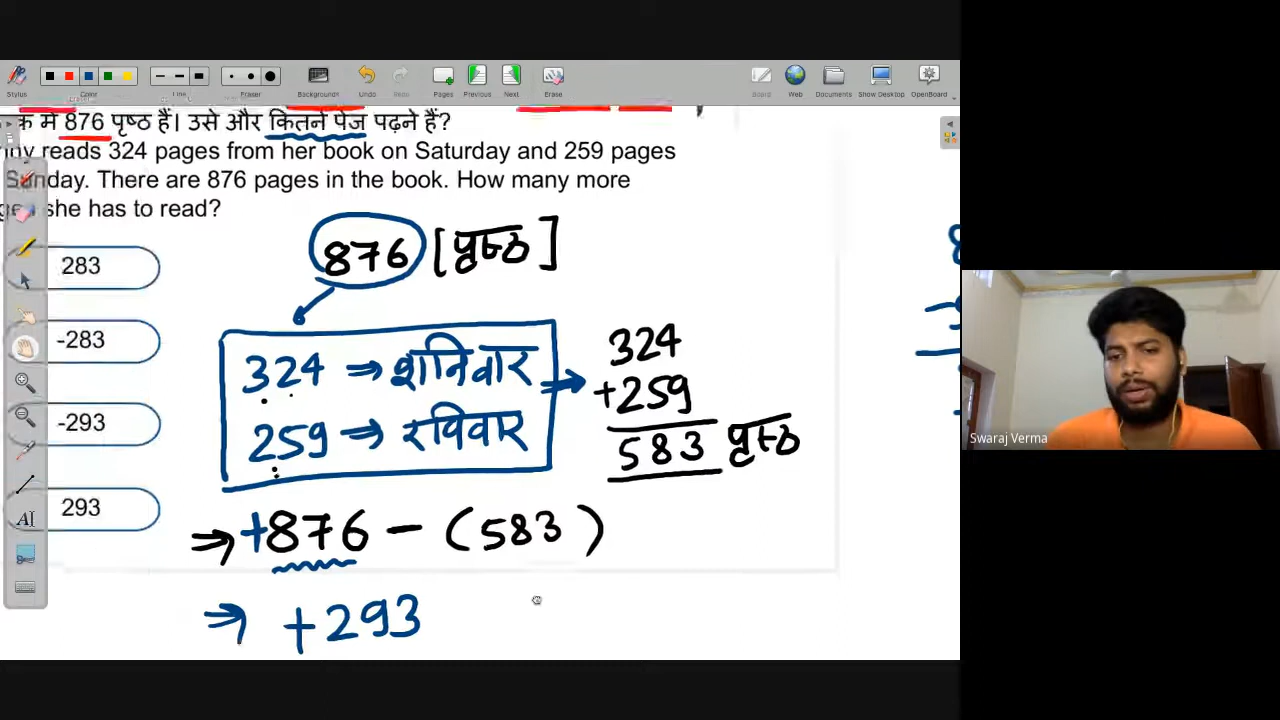 Stylus Color Line Eraser Backgrounds Undo Redo Pages Previous Next Erase Board Web Documents Show Desktop OpenBoard
में 876 पृष्ठ हैं। उसे और कितने पेज पढ़ने हैं?
reads 324 pages from her book on Saturday and 259 pages
Sunday. There are 876 pages in the book. How many more
she has to read?
876 [पृष्ठ]
283
-283
-293
293
324 ⇒ शनिवार
259 ⇒ रविवार
324
+259
583 पृष्ठ
⇒ +876 - (583)
⇒ +293
Swaraj Verma